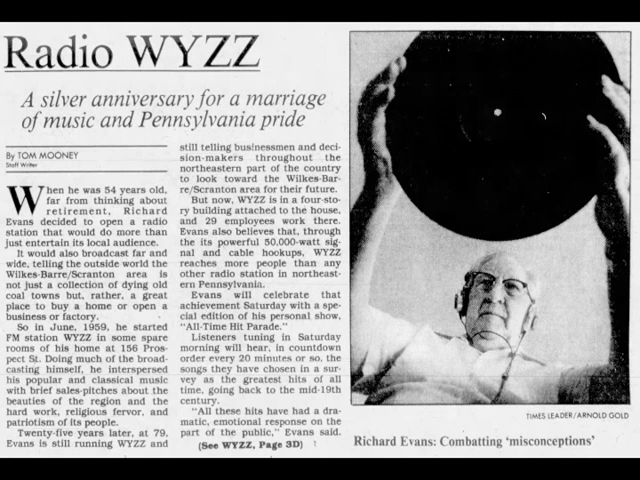 Radio WYZZ
A silver anniversary for a marriage
of music and Pennsylvania pride
By TOM MOONEY
Staff Writer
When he was 54 years old,
far from thinking about
retirement, Richard
Evans decided to open a radio
station that would do more than
just entertain its local audience.
It would also broadcast far and
wide, telling the outside world the
Wilkes-Barre/Scranton area is
not just a collection of dying old
coal towns but, rather, a great
place to buy a home or open a
business or factory.
So in June, 1959, he started
FM station WYZZ in some spare
rooms of his home at 156 Pros-
pect St. Doing much of the broad-
casting himself, he interspersed
his popular and classical music
with brief sales-pitches about the
beauties of the region and the
hard work, religious fervor, and
patriotism of its people.
Twenty-five years later, at 79,
Evans is still running WYZZ and
still telling businessmen and deci-
sion-makers throughout the
northeastern part of the country
to look toward the Wilkes-Bar-
re/Scranton area for their future.
But now, WYZZ is in a four-sto-
ry building attached to the house,
and 29 employees work there.
Evans also believes that, through
the its powerful 50,000-watt sig-
nal and cable hookups, WYZZ
reaches more people than any
other radio station in northeast-
ern Pennsylvania.
Evans will celebrate that
achievement Saturday with a spe-
cial edition of his personal show,
"All-Time Hit Parade."
Listeners tuning in Saturday
morning will hear, in countdown
order every 20 minutes or so, the
songs they have chosen in a sur-
vey as the greatest hits of all
time, going back to the mid-19th
century.
"All these hits have had a dra-
matic, emotional response on the
part of the public," Evans said.
(See WYZZ, Page 3D)
TIMES LEADER/ARNOLD GOLD
Richard Evans: Combatting 'misconceptions'